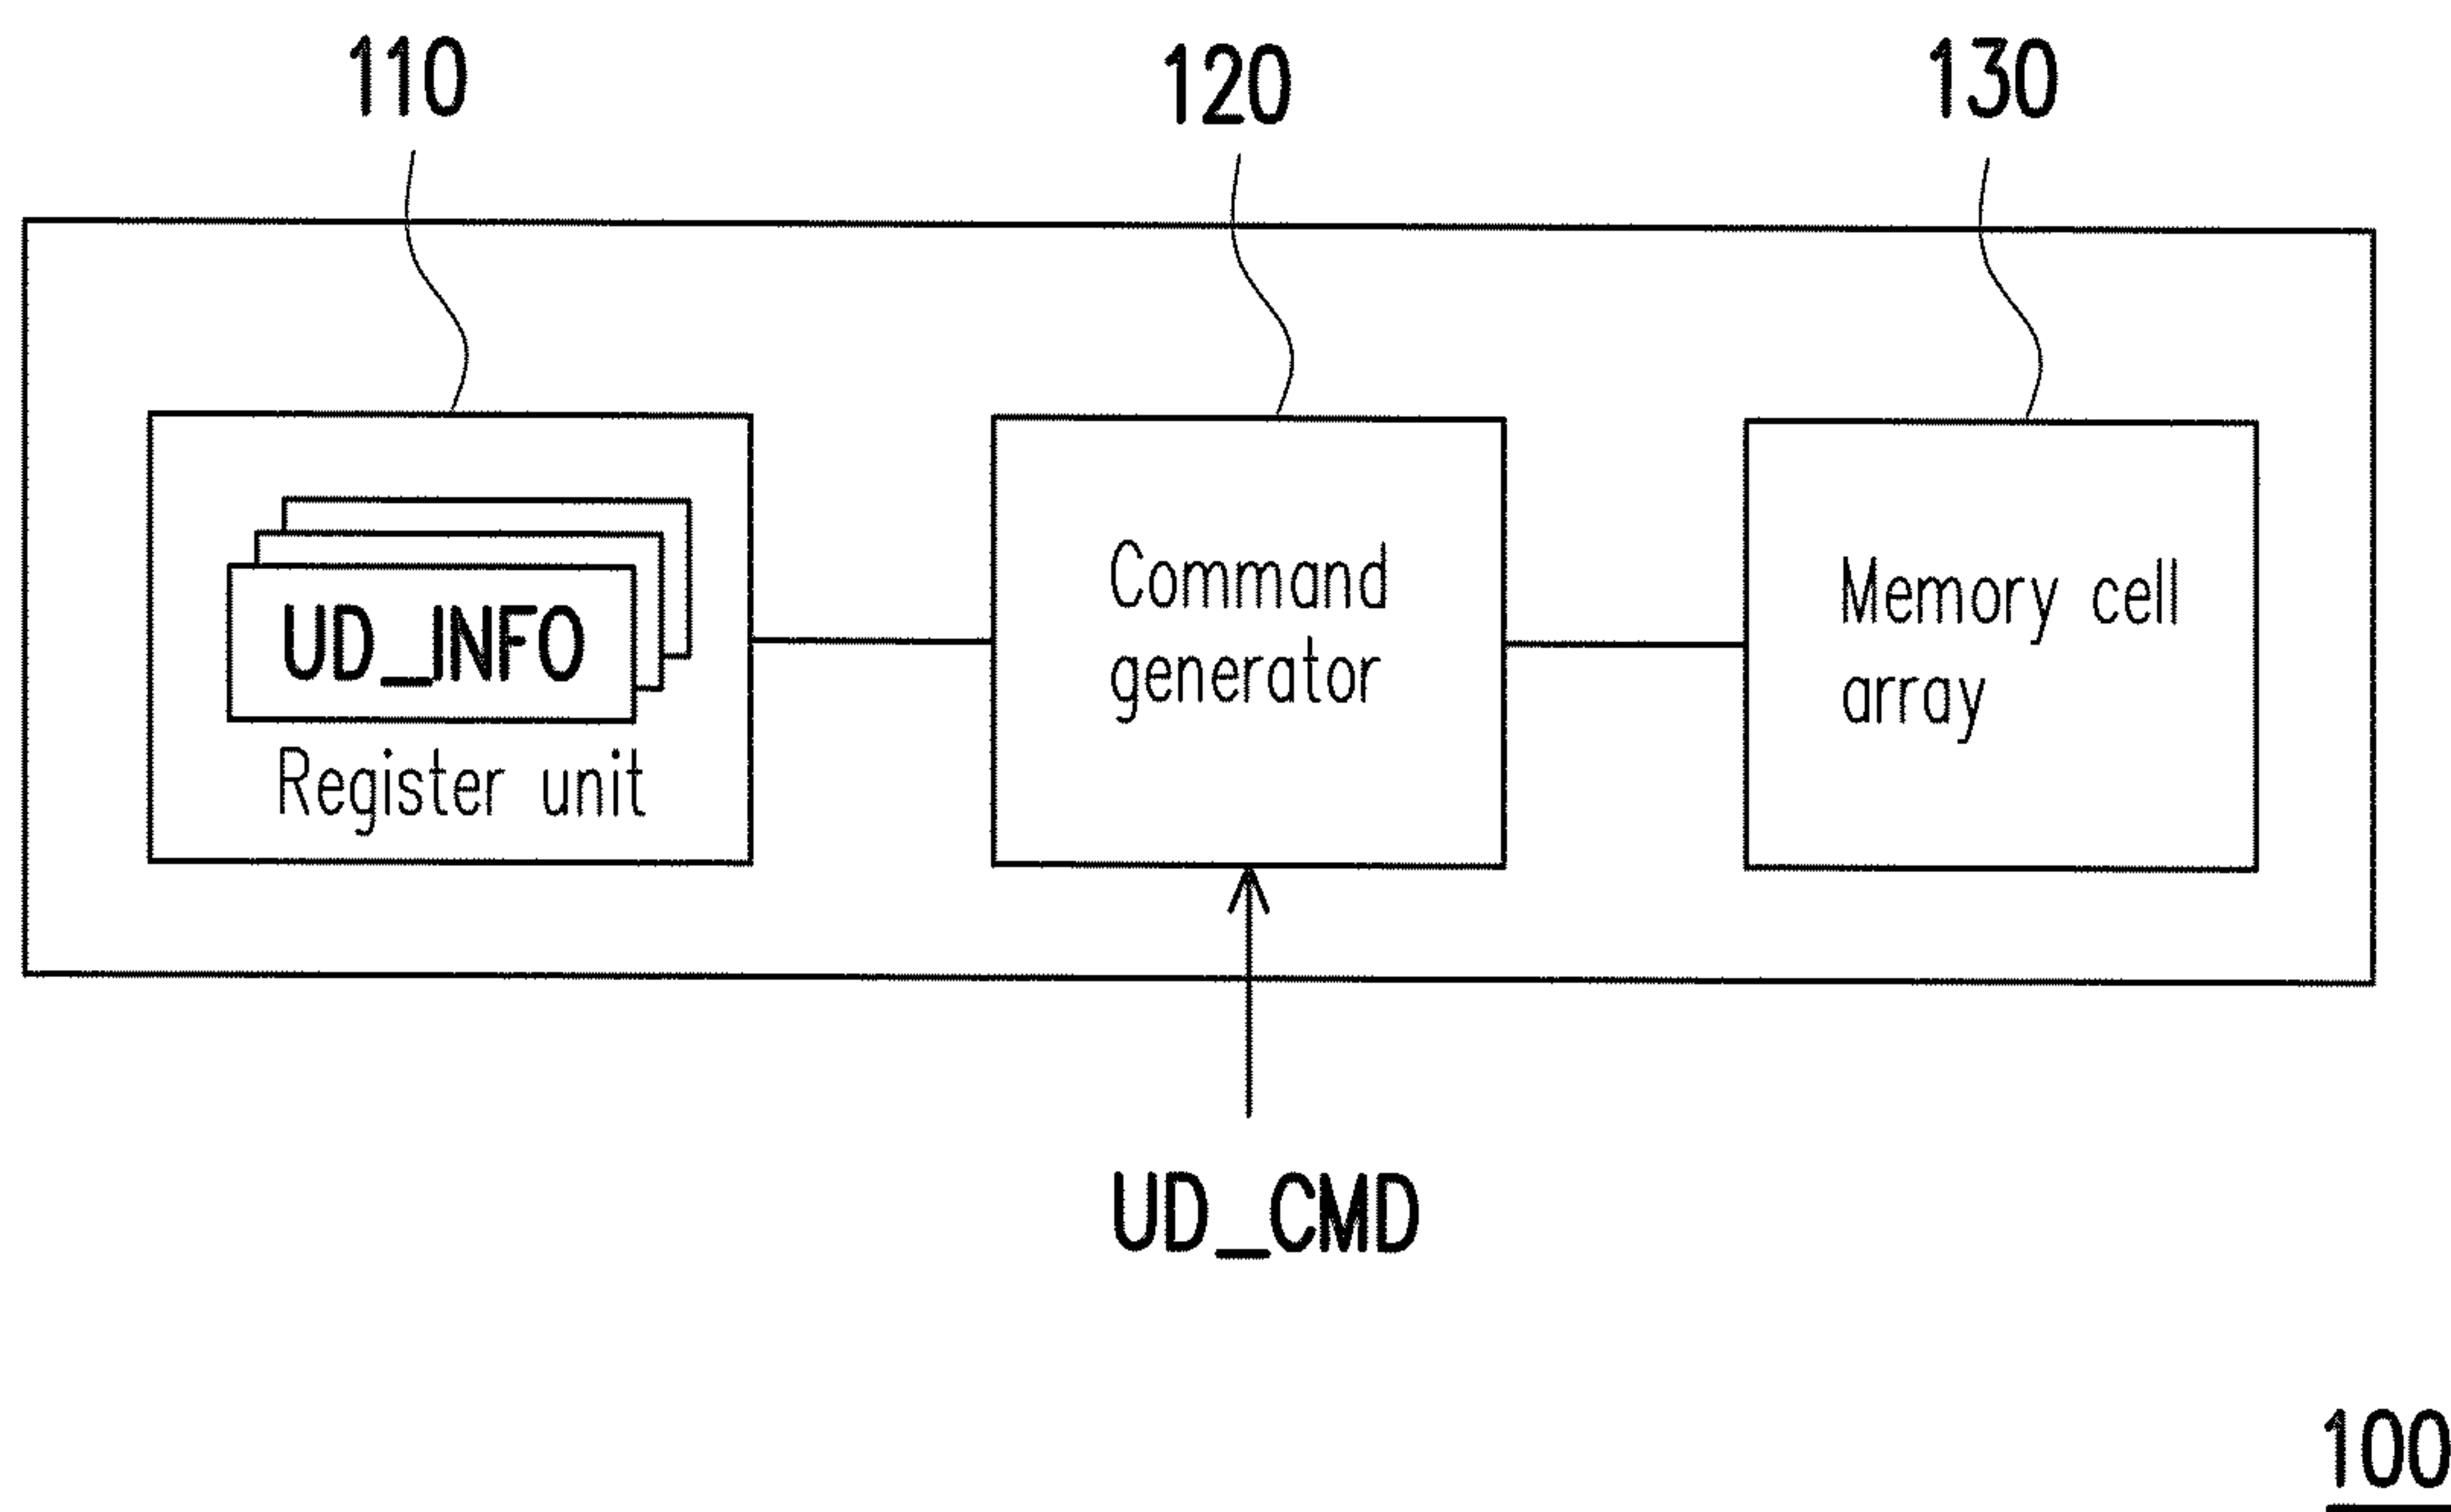 110
120
130
UD_INFO
Register unit
Command
generator
Memory cell
array
UD_CMD
100